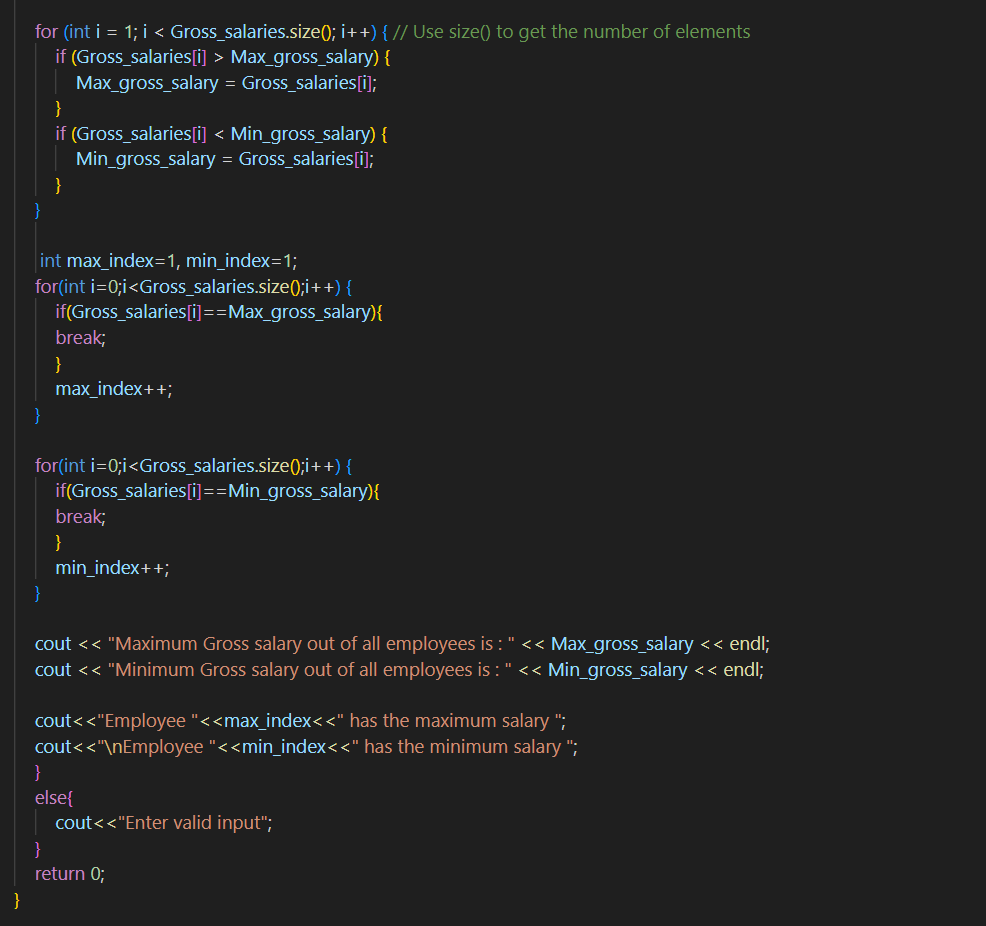 for (int i = 1; i < Gross_salaries.size(); i++) { // Use size() to get the number of elements
if (Gross_salaries[i] > Max_gross_salary) {
Max_gross_salary = Gross_salaries[i];
}
if (Gross_salaries[i] < Min_gross_salary) {
Min_gross_salary = Gross_salaries[i];
}
}
int max_index=1, min_index=1;
for(int i=0;i<Gross_salaries.size();i++) {
if(Gross_salaries[i]==Max_gross_salary){
break;
}
max_index++;
}
for(int i=0;i<Gross_salaries.size();i++) {
if(Gross_salaries[i]==Min_gross_salary){
break;
}
min_index++;
}
cout << "Maximum Gross salary out of all employees is : " << Max_gross_salary << endl;
cout << "Minimum Gross salary out of all employees is : " << Min_gross_salary << endl;
cout<<"Employee "<<max_index<<" has the maximum salary ";
cout<<"\nEmployee "<<min_index<<" has the minimum salary ";
}
else{
cout<<"Enter valid input";
}
return 0;
}